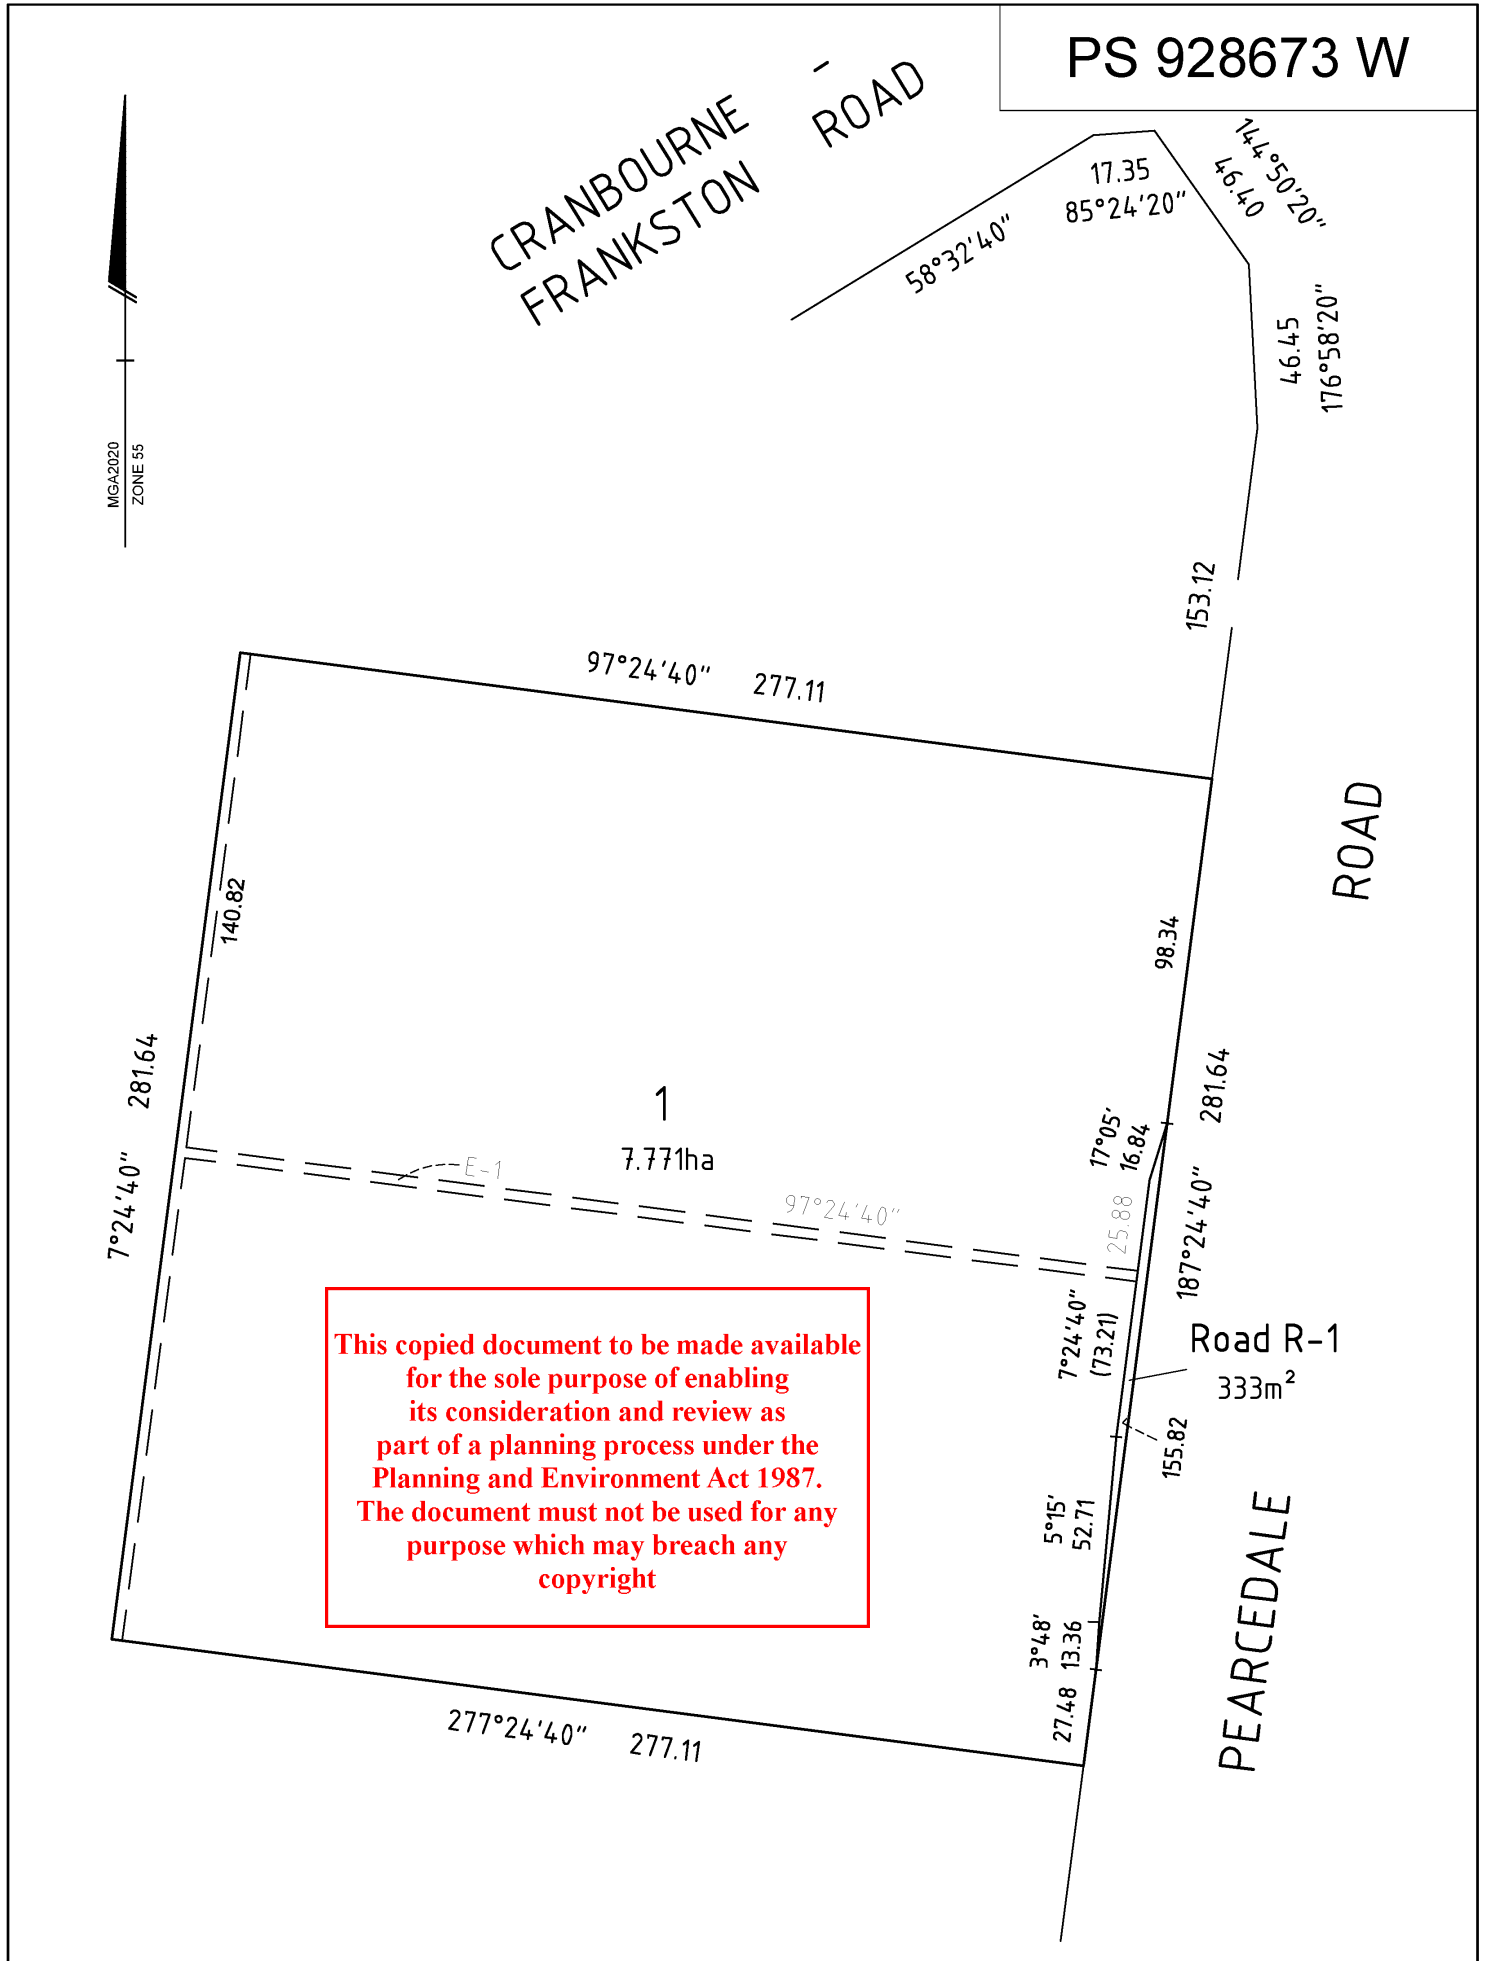 PS 928673 W
CRANBOURNE - ROAD
FRANKSTON
17.35
85°24'20"
144°50'20"
46.40
58°32'40"
46.45
176°58'20"
MGA2020
ZONE 55
153.12
97°24'40" 277.11
ROAD
140.82
98.34
281.64
7°24'40"
281.64
187°24'40"
1
7.771ha
17°05'
16.84
E-1
97°24'40"
25.88
7°24'40"
(73.21)
Road R-1
333m²
155.82
This copied document to be made available
for the sole purpose of enabling
its consideration and review as
part of a planning process under the
Planning and Environment Act 1987.
The document must not be used for any
purpose which may breach any
copyright
5°15'
52.71
3°48'
13.36
27.48
PEARCEDALE
277°24'40" 277.11